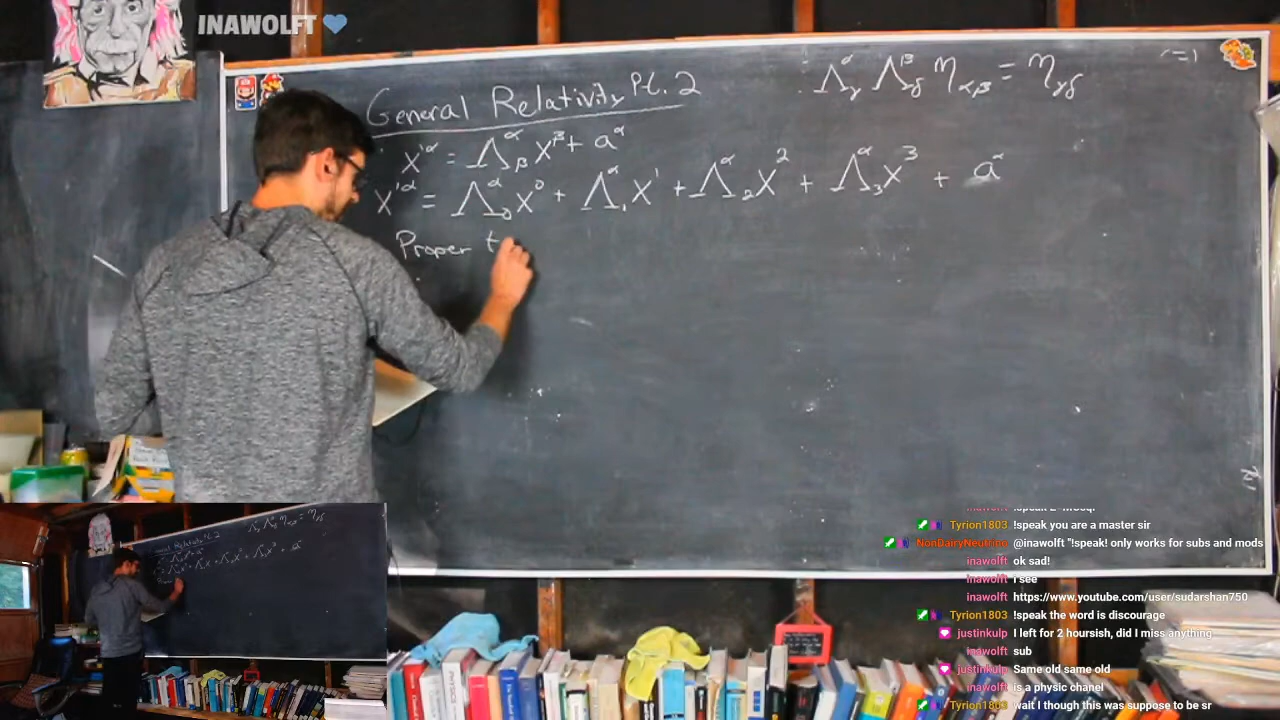 INAWOLFT
General Relativity Pt. 2
Λ^α_γ Λ^β_δ η_αβ = η_γδ
c=1
x'^α = Λ^α_β x^β + a^α
x'^α = Λ^α_0 x^0 + Λ^α_1 x^1 + Λ^α_2 x^2 + Λ^α_3 x^3 + a^α
Proper t
Tyrion1803 !speak you are a master sir
NonDairyNeutrino @inawolft "!speak! only works for subs and mods
inawolft ok sad!
inawolft I see
inawolft https://www.youtube.com/user/sudarshan750
Tyrion1803 !speak the word is discourage
justinkulp I left for 2 hoursish, did I miss anything
inawolft sub
justinkulp Same old same old
inawolft is a physic chanel
Tyrion1803 wait I though this was suppose to be sr